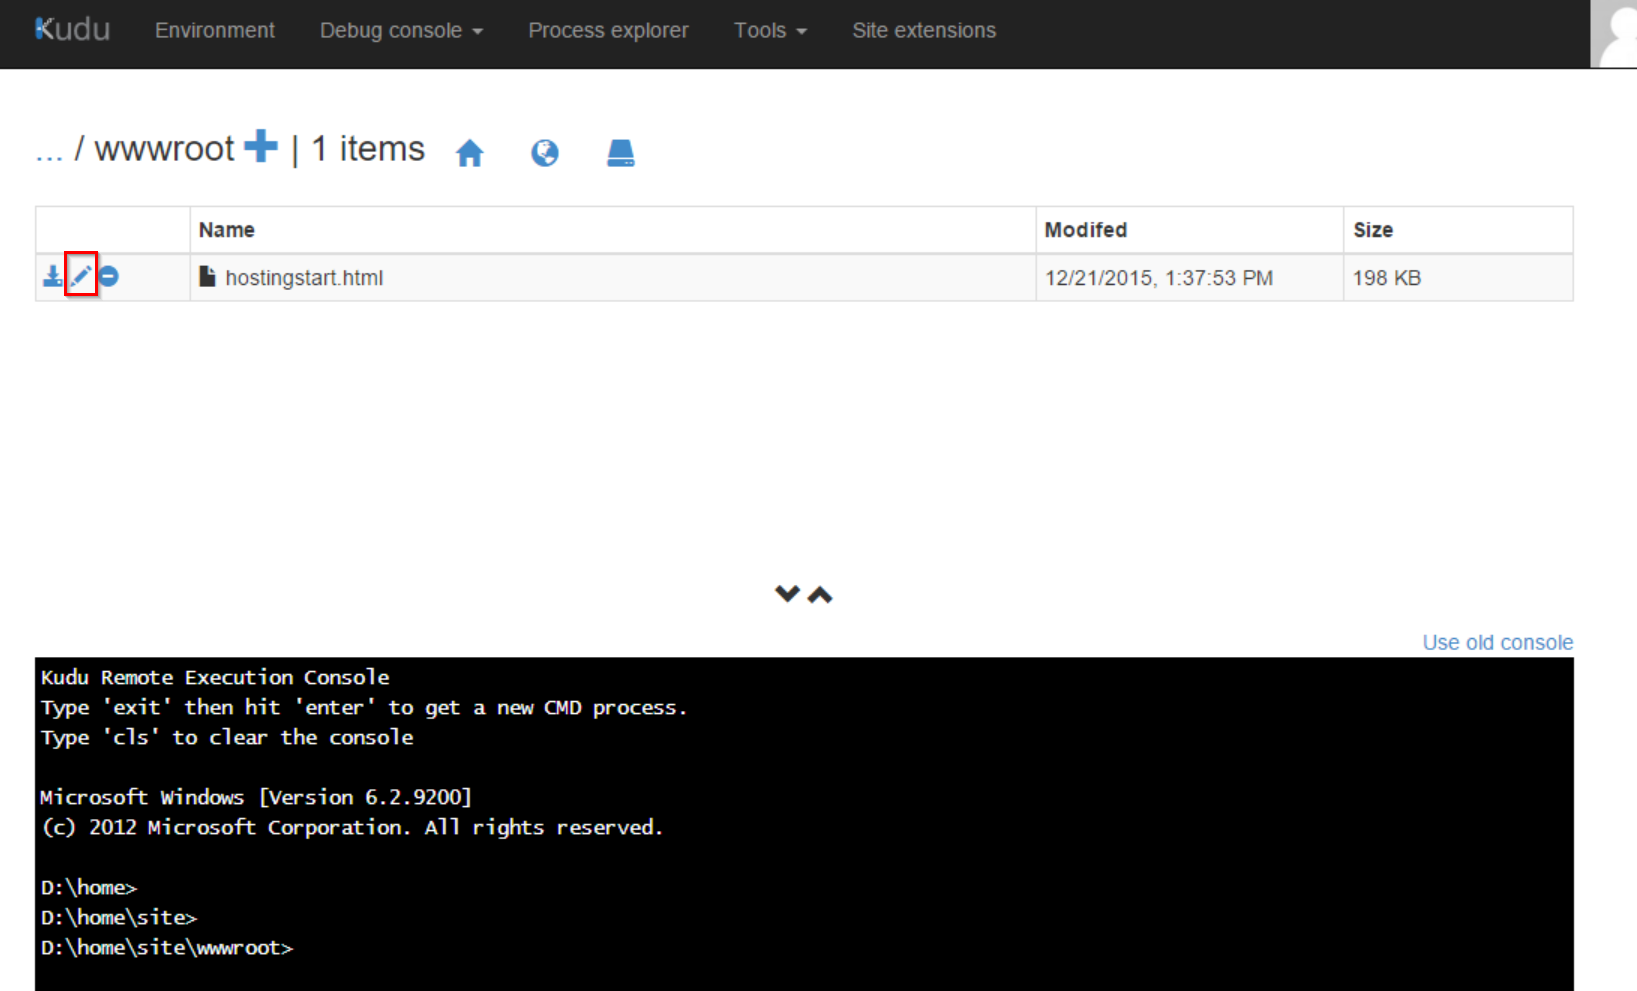 Kudu Environment Debug console Process explorer Tools Site extensions
... / wwwroot | 1 items
Name Modifed Size
hostingstart.html 12/21/2015, 1:37:53 PM 198 KB
Use old console
Kudu Remote Execution Console
Type 'exit' then hit 'enter' to get a new CMD process.
Type 'cls' to clear the console
Microsoft Windows [Version 6.2.9200]
(c) 2012 Microsoft Corporation. All rights reserved.
D:\home>
D:\home\site>
D:\home\site\wwwroot>